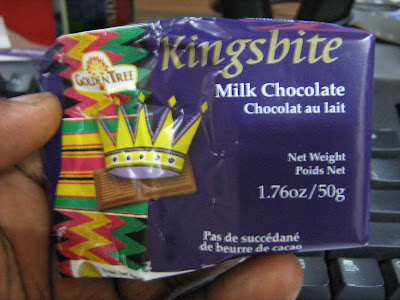 Kingsbite
GOLDEN TREE
Milk Chocolate
Chocolat au lait
Net Weight
Poids Net
1.76oz/50g
Pas de succédané
de beurre de cacao